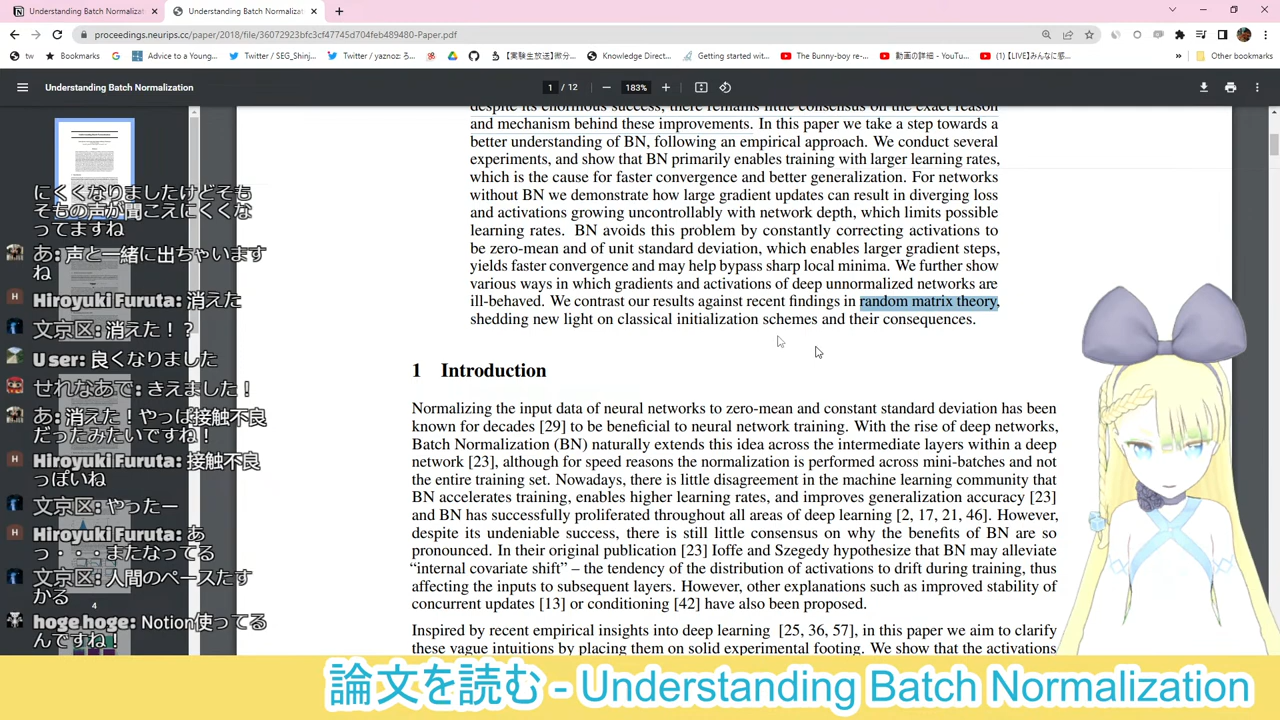 Understanding Batch Normalizati
Understanding Batch Normalizati
proceedings.neurips.cc/paper/2018/file/36072923bfc3cf47745d704feb489480-Paper.pdf
tw
Bookmarks
Advice to a Young...
Twitter / SEG_Shinj...
Twitter / yaznoz: ろ...
【実験生放送】微分...
Knowledge Direct...
Getting started wit...
The Bunny-boy re-...
動画の詳細 - YouTu...
(1)【LIVE】みんなに感...
Other bookmarks
Understanding Batch Normalization
1 / 12
183%
despite its enormous success, there remains little consensus on the exact reason
and mechanism behind these improvements. In this paper we take a step towards a
better understanding of BN, following an empirical approach. We conduct several
experiments, and show that BN primarily enables training with larger learning rates,
which is the cause for faster convergence and better generalization. For networks
without BN we demonstrate how large gradient updates can result in diverging loss
and activations growing uncontrollably with network depth, which limits possible
learning rates. BN avoids this problem by constantly correcting activations to
be zero-mean and of unit standard deviation, which enables larger gradient steps,
yields faster convergence and may help bypass sharp local minima. We further show
various ways in which gradients and activations of deep unnormalized networks are
ill-behaved. We contrast our results against recent findings in random matrix theory,
shedding new light on classical initialization schemes and their consequences.
1 Introduction
Normalizing the input data of neural networks to zero-mean and constant standard deviation has been
known for decades [29] to be beneficial to neural network training. With the rise of deep networks,
Batch Normalization (BN) naturally extends this idea across the intermediate layers within a deep
network [23], although for speed reasons the normalization is performed across mini-batches and not
the entire training set. Nowadays, there is little disagreement in the machine learning community that
BN accelerates training, enables higher learning rates, and improves generalization accuracy [23]
and BN has successfully proliferated throughout all areas of deep learning [2, 17, 21, 46]. However,
despite its undeniable success, there is still little consensus on why the benefits of BN are so
pronounced. In their original publication [23] Ioffe and Szegedy hypothesize that BN may alleviate
“internal covariate shift” – the tendency of the distribution of activations to drift during training, thus
affecting the inputs to subsequent layers. However, other explanations such as improved stability of
concurrent updates [13] or conditioning [42] have also been proposed.
Inspired by recent empirical insights into deep learning [25, 36, 57], in this paper we aim to clarify
these vague intuitions by placing them on solid experimental footing. We show that the activations
にくくなりましたけどそも
そもの声が聞こえにくくな
ってますね
あ: 声と一緒に出ちゃいます
ね
Hiroyuki Furuta: 消えた
文京区: 消えた！？
U ser: 良くなりました
せれなあで: きえました！
あ: 消えた！やっぱ接触不良
だったみたいですね！
Hiroyuki Furuta: 接触不良
っぽいね
文京区: やったー
Hiroyuki Furuta: あ
っ・・・またなってる
文京区: 人間のペースたす
かる
4
hoge hoge: Notion使ってる
んですね！
論文を読む - Understanding Batch Normalization